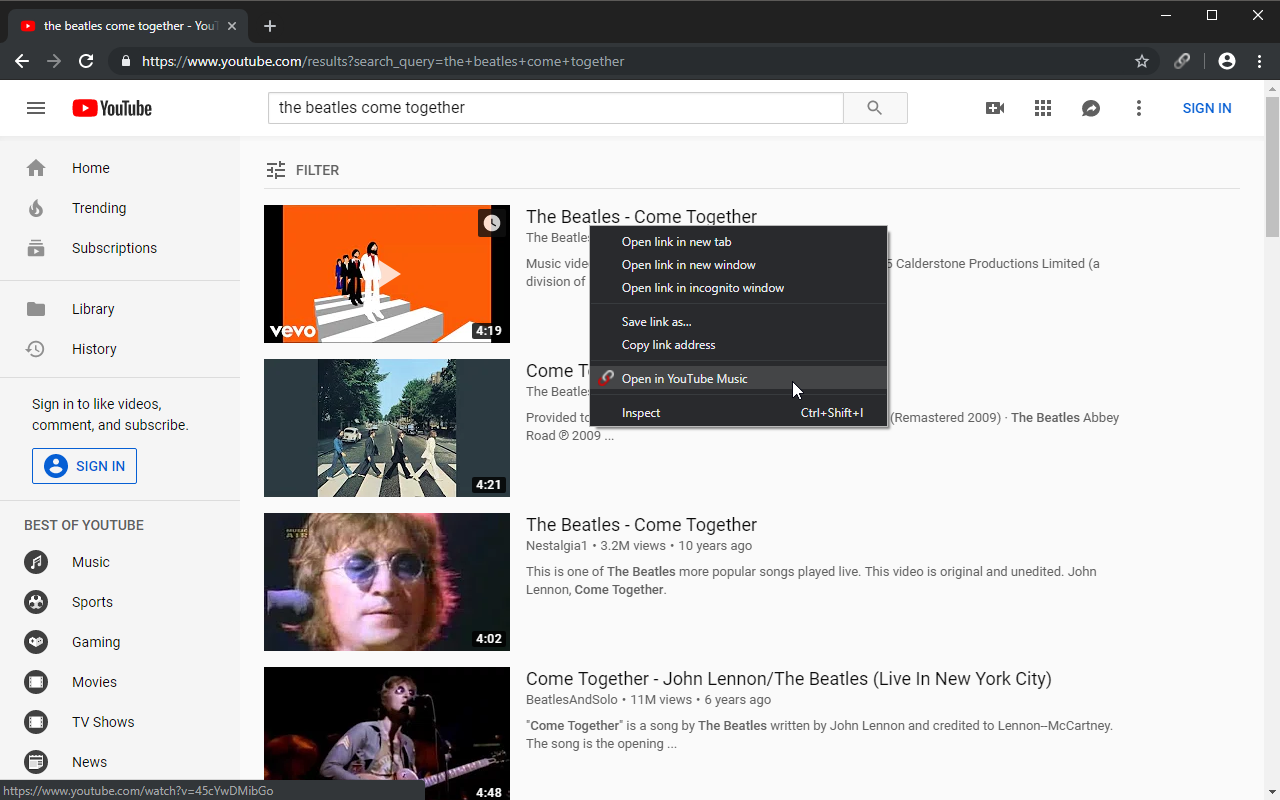 the beatles come together - You
https://www.youtube.com/results?search_query=the+beatles+come+together
YouTube
the beatles come together
SIGN IN
Home
Trending
Subscriptions
Library
History
Sign in to like videos,
comment, and subscribe.
SIGN IN
BEST OF YOUTUBE
Music
Sports
Gaming
Movies
TV Shows
News
FILTER
vevo
4:19
The Beatles - Come Together
The Beatles
Music vide
5 Calderstone Productions Limited (a
division of
Open link in new tab
Open link in new window
Open link in incognito window
Save link as...
Copy link address
Open in YouTube Music
Inspect Ctrl+Shift+I
4:21
Come T
The Beatle
Provided to
(Remastered 2009) · The Beatles Abbey
Road ℗ 2009 ...
4:02
The Beatles - Come Together
Nestalgia1 • 3.2M views • 10 years ago
This is one of The Beatles more popular songs played live. This video is original and unedited. John
Lennon, Come Together.
4:48
Come Together - John Lennon/The Beatles (Live In New York City)
BeatlesAndSolo • 11M views • 6 years ago
"Come Together" is a song by The Beatles written by John Lennon and credited to Lennon–McCartney.
The song is the opening ...
https://www.youtube.com/watch?v=45cYwDMibGo